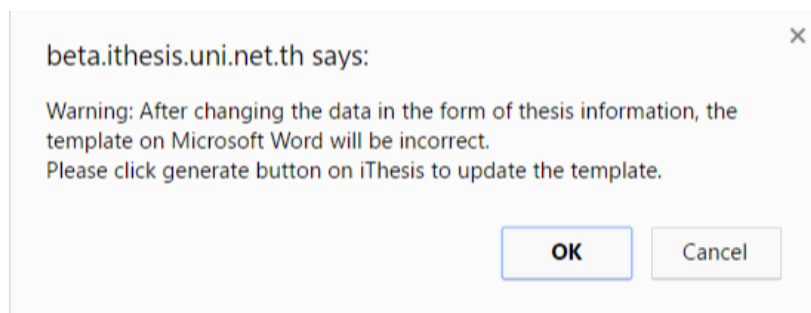 beta.ithesis.uni.net.th says:
Warning: After changing the data in the form of thesis information, the
template on Microsoft Word will be incorrect.
Please click generate button on iThesis to update the template.
OK
Cancel